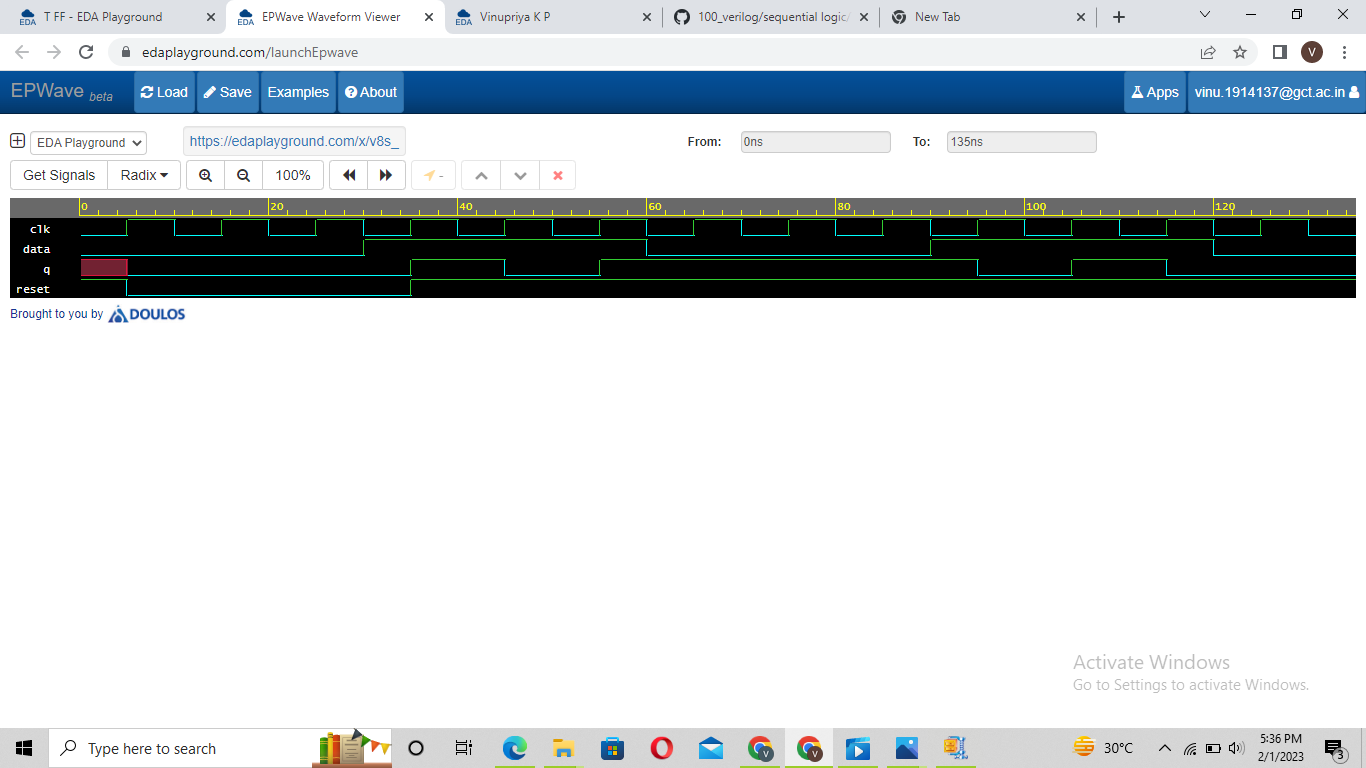 T FF - EDA Playground
EPWave Waveform Viewer
Vinupriya K P
100_verilog/sequential logic/
New Tab
edaplayground.com/launchEpwave
V
EPWave beta
Load
Save
Examples
About
Apps
vinu.1914137@gct.ac.in
EDA Playground
https://edaplayground.com/x/v8s_
From:
0ns
To:
135ns
Get Signals
Radix
100%
-
0 20 40 60 80 100 120
clk
data
q
reset
Brought to you by DOULOS
Activate Windows
Go to Settings to activate Windows.
Type here to search
V
V
30°C
5:36 PM
2/1/2023
3